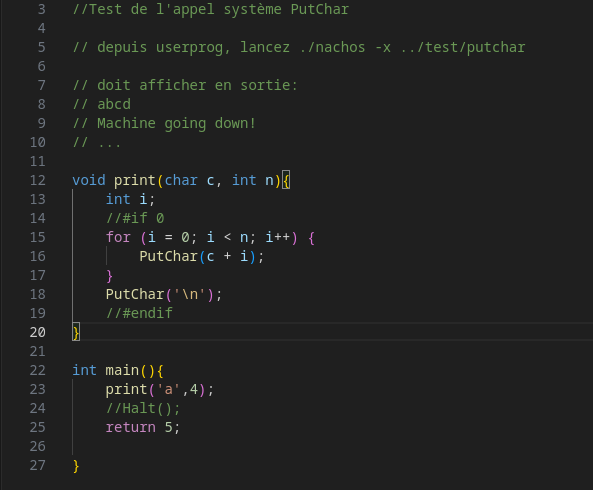 3 //Test de l'appel système PutChar
4
5 // depuis userprog, lancez ./nachos -x ../test/putchar
6
7 // doit afficher en sortie:
8 // abcd
9 // Machine going down!
10 // ...
11
12 void print(char c, int n){
13     int i;
14     //#if 0
15     for (i = 0; i < n; i++) {
16         PutChar(c + i);
17     }
18     PutChar('\n');
19     //#endif
20 }
21
22 int main(){
23     print('a',4);
24     //Halt();
25     return 5;
26
27 }